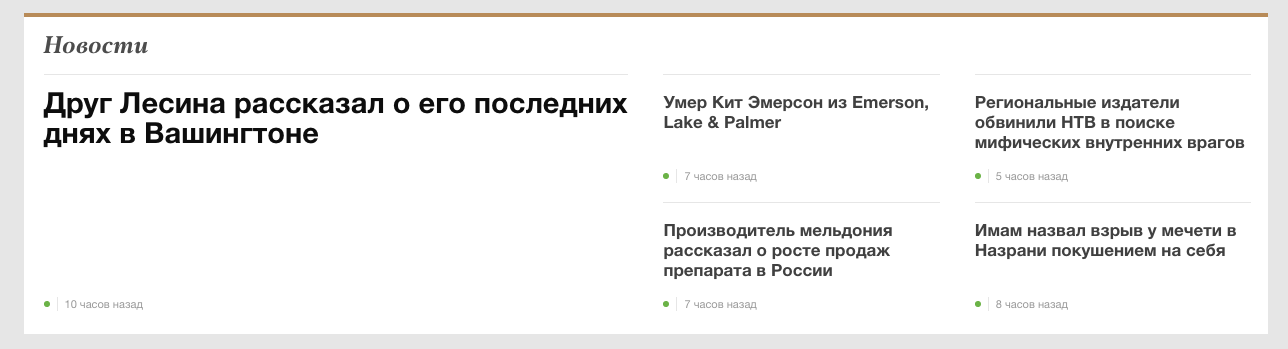 Новости
Друг Лесина рассказал о его последних
днях в Вашингтоне
10 часов назад
Умер Кит Эмерсон из Emerson,
Lake & Palmer
7 часов назад
Региональные издатели
обвинили НТВ в поиске
мифических внутренних врагов
5 часов назад
Производитель мельдония
рассказал о росте продаж
препарата в России
7 часов назад
Имам назвал взрыв у мечети в
Назрани покушением на себя
8 часов назад